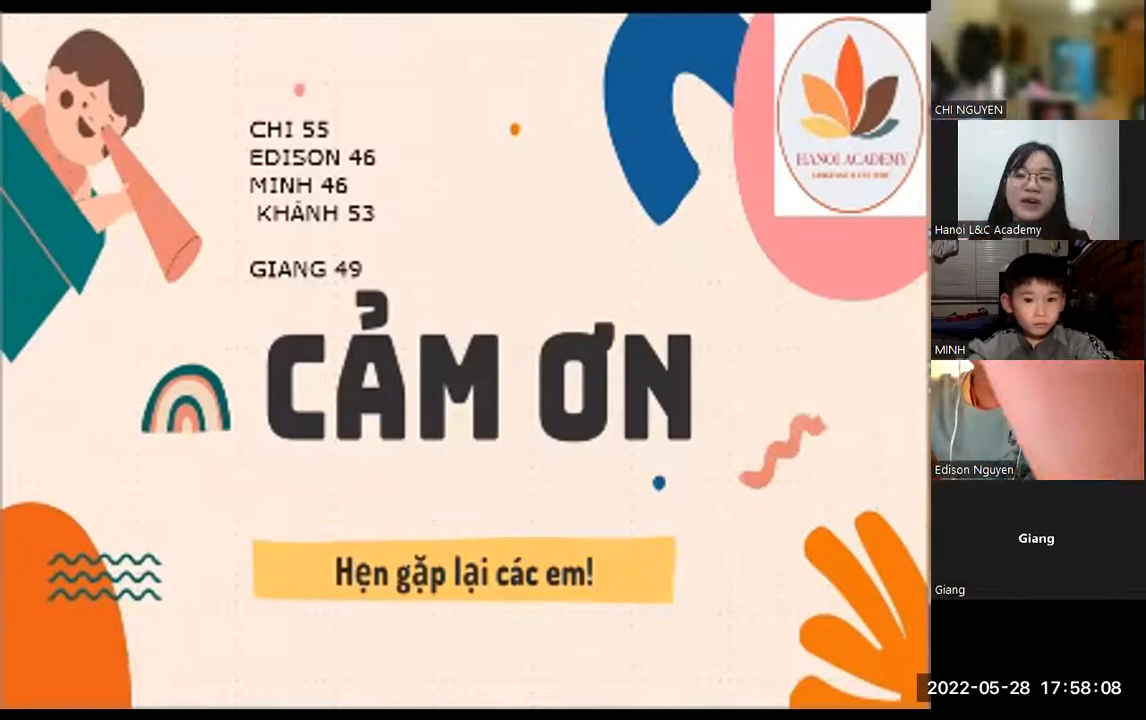 CHI 55
EDISON 46
MINH 46
KHÁNH 53
GIANG 49
CẢM ƠN
Hẹn gặp lại các em!
HANOI ACADEMY
CHI NGUYEN
Hanoi L&C Academy
MINH
Edison Nguyen
Giang
Giang
2022-05-28 17:58:08